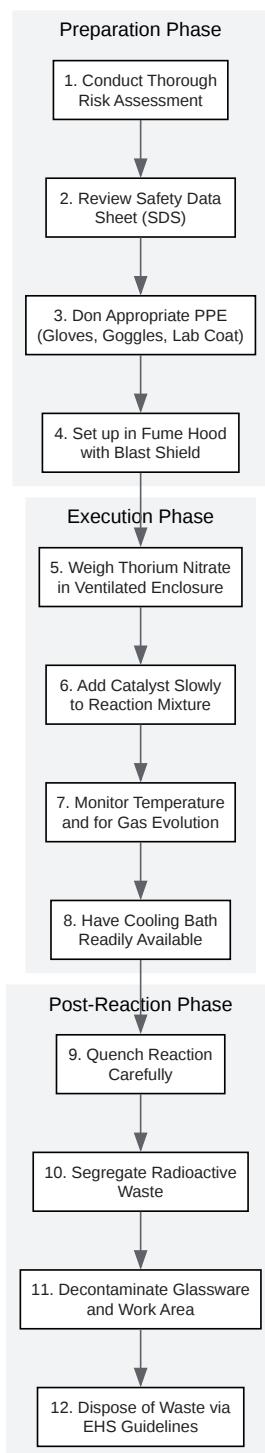 Preparation Phase
1. Conduct Thorough
Risk Assessment
2. Review Safety Data
Sheet (SDS)
3. Don Appropriate PPE
(Gloves, Goggles, Lab Coat)
4. Set up in Fume Hood
with Blast Shield
Execution Phase
5. Weigh Thorium Nitrate
in Ventilated Enclosure
6. Add Catalyst Slowly
to Reaction Mixture
7. Monitor Temperature
and for Gas Evolution
8. Have Cooling Bath
Readily Available
Post-Reaction Phase
9. Quench Reaction
Carefully
10. Segregate Radioactive
Waste
11. Decontaminate Glassware
and Work Area
12. Dispose of Waste via
EHS Guidelines